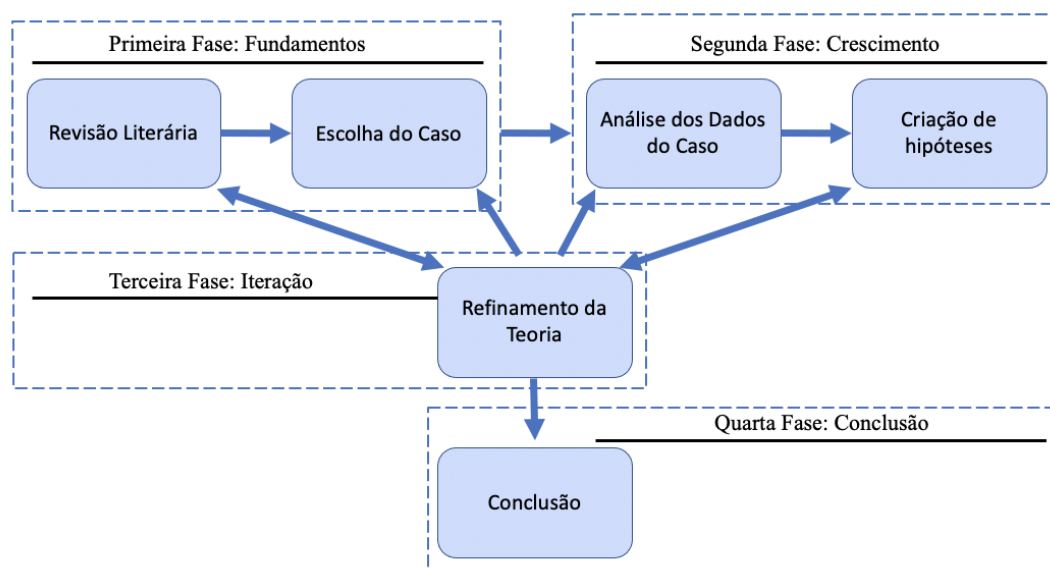 Primeira Fase: Fundamentos
Segunda Fase: Crescimento
Revisão Literária
Escolha do Caso
Análise dos Dados
do Caso
Criação de
hipóteses
Terceira Fase: Iteração
Refinamento da
Teoria
Quarta Fase: Conclusão
Conclusão